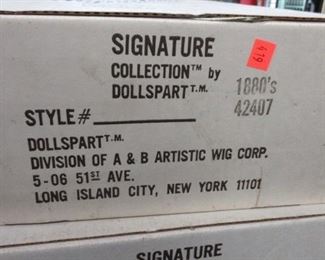 SIGNATURE
COLLECTION™ by
DOLLSPART T.M.
419
1880's
42407
STYLE#
DOLLSPART T.M.
DIVISION OF A & B ARTISTIC WIG CORP.
5-06 51ST AVE.
LONG ISLAND CITY, NEW YORK 11101
SIGNATURE